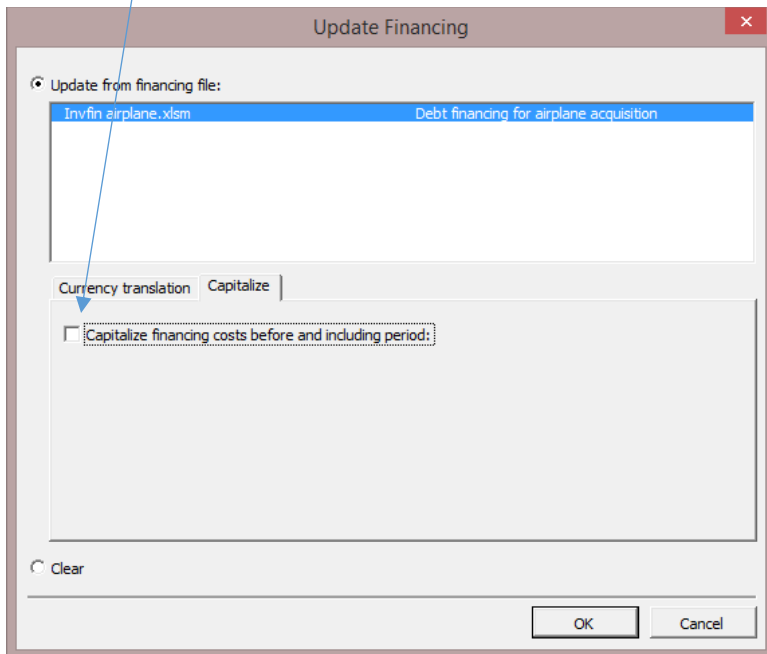 Update Financing
Update from financing file:
Invfin airplane.xlsm Debt financing for airplane acquisition
Currency translation Capitalize
Capitalize financing costs before and including period:
Clear
OK Cancel